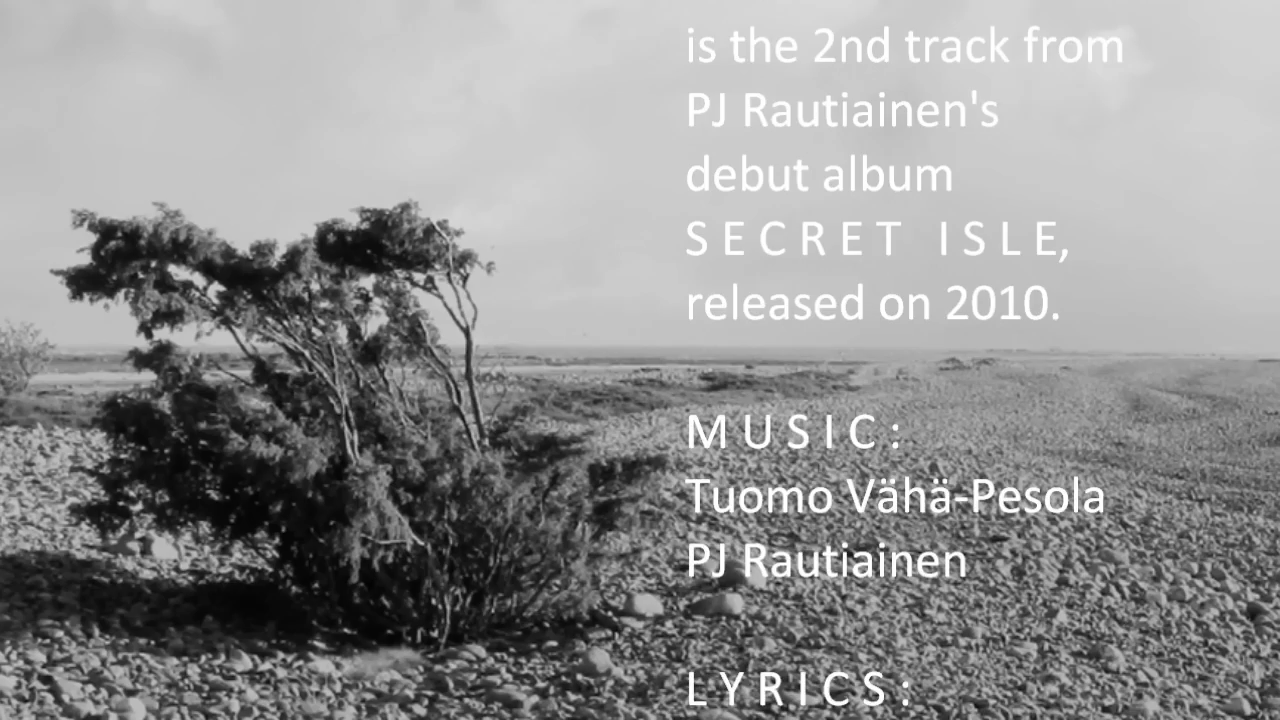 is the 2nd track from
PJ Rautiainen's
debut album
S E C R E T   I S L E,
released on 2010.
M U S I C :
Tuomo Vähä-Pesola
PJ Rautiainen
L Y R I C S :